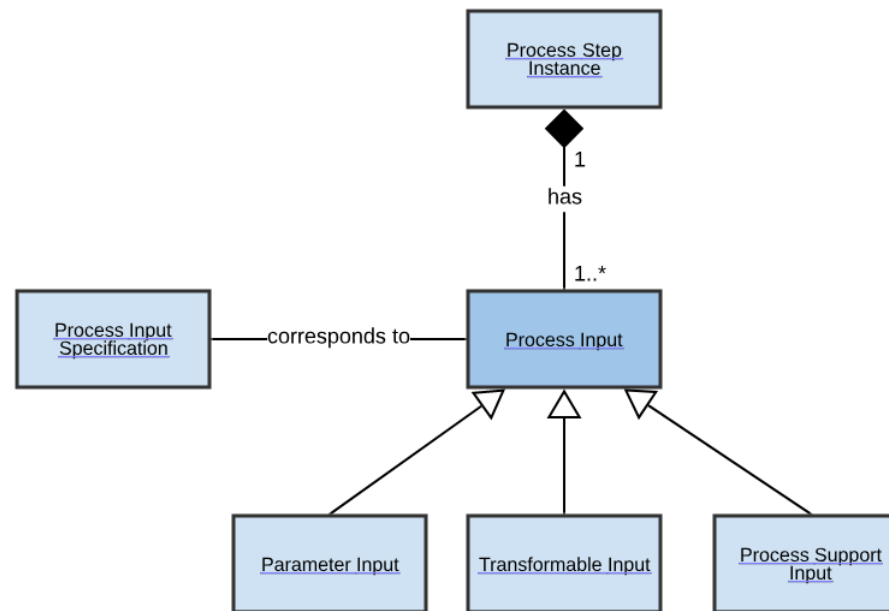 Process Step
Instance
1
has
1..*
Process Input
Specification
corresponds to
Process Input
Parameter Input
Transformable Input
Process Support
Input